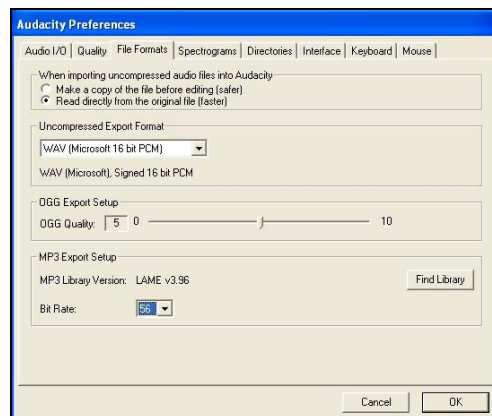 Audacity Preferences
Audio I/O Quality File Formats Spectrograms Directories Interface Keyboard Mouse
When importing uncompressed audio files into Audacity
Make a copy of the file before editing (safer)
Read directly from the original file (faster)
Uncompressed Export Format
WAV (Microsoft 16 bit PCM)
WAV (Microsoft), Signed 16 bit PCM
OGG Export Setup
OGG Quality: 5 0 10
MP3 Export Setup
MP3 Library Version: LAME v3.96 Find Library
Bit Rate: 56
Cancel OK